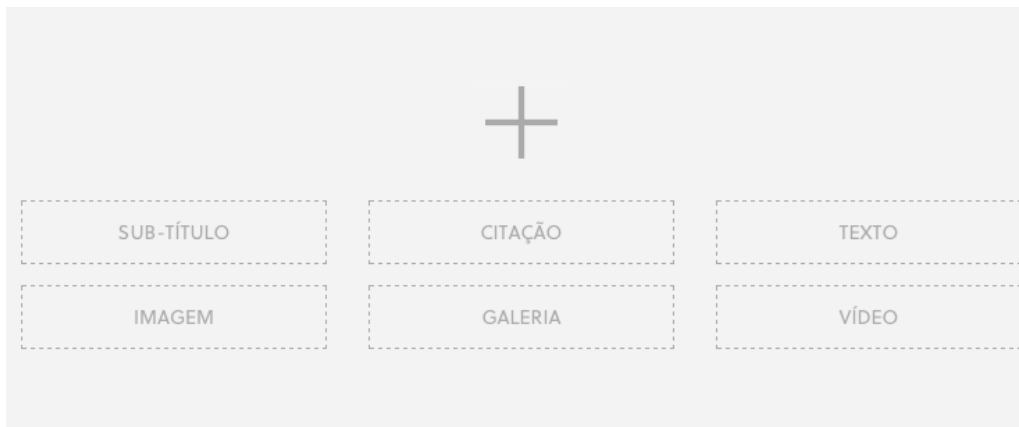 SUB-TÍTULO
CITAÇÃO
TEXTO
IMAGEM
GALERIA
VÍDEO